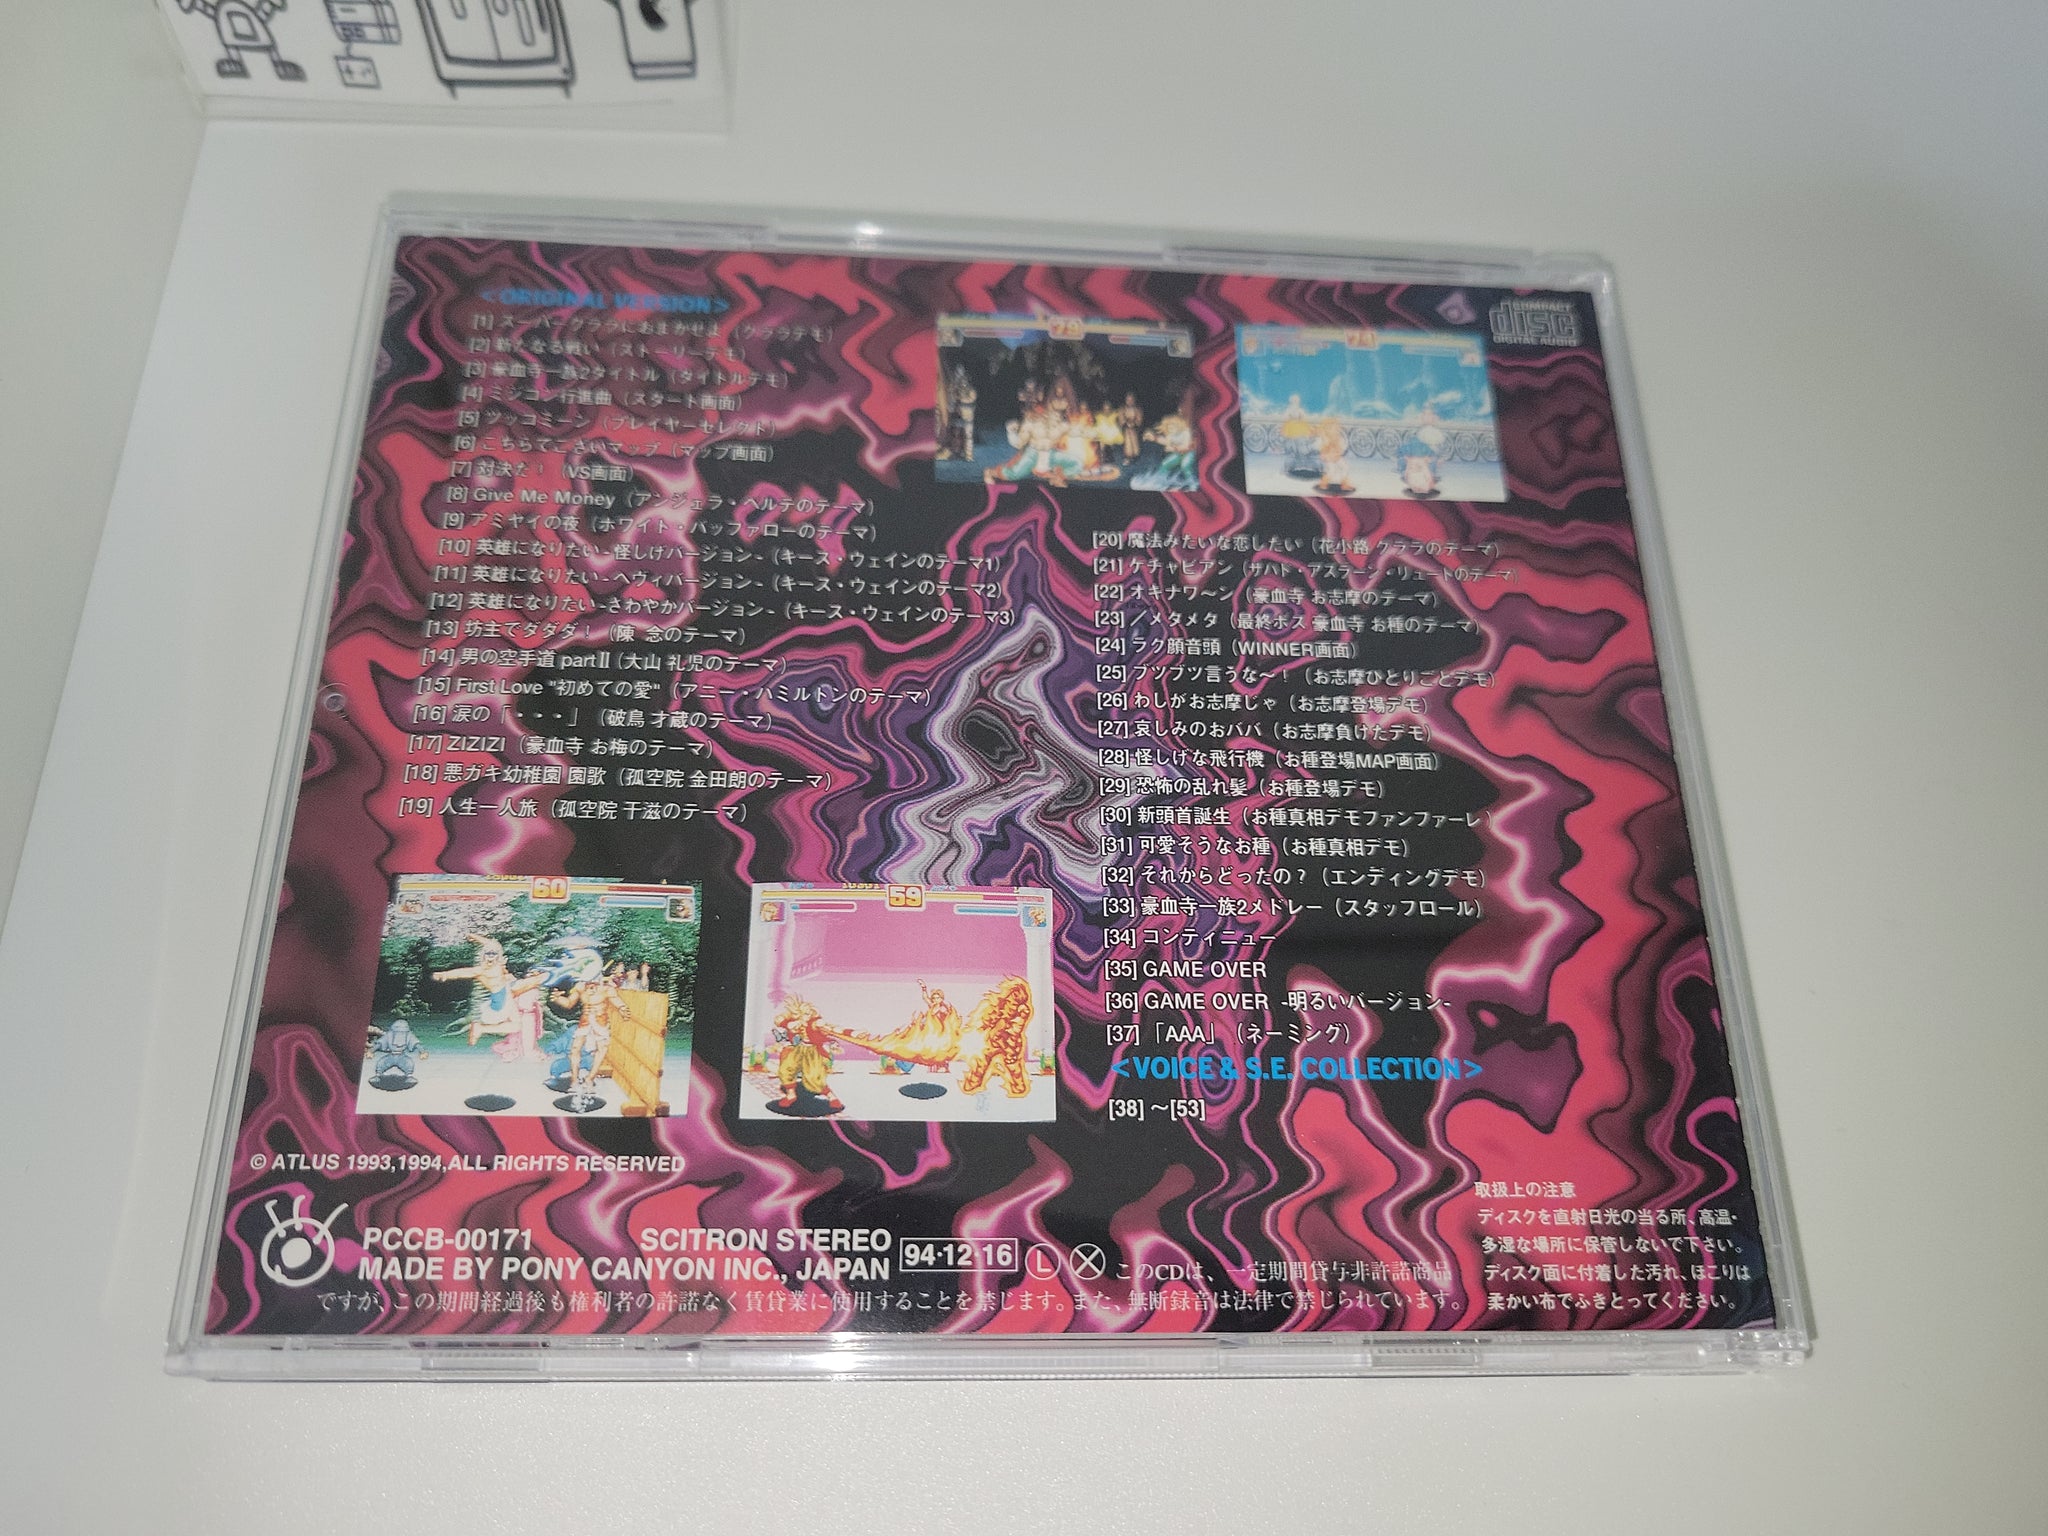 <ORIGINAL VERSION>
[1] スーパークララにおまかせよ（クララデモ）
[2] 新たなる戦い（ストーリーデモ）
[3] 豪血寺一族2タイトル（タイトルデモ）
[4] ミジコン行進曲（スタート画面）
[5] ツッコミーン（プレイヤーセレクト）
[6] こちらてございマップ（マップ画面）
[7] 対決だ！（VS画面）
[8] Give Me Money（アンジェラ・ベルテのテーマ）
[9] アミヤイの夜（ホワイト・バッファローのテーマ）
[10] 英雄になりたい-怪しげバージョン-（キース・ウェインのテーマ1）
[11] 英雄になりたい-ヘヴィバージョン-（キース・ウェインのテーマ2）
[12] 英雄になりたい-さわやかバージョン-（キース・ウェインのテーマ3）
[13] 坊主でダダダ！（陳 念のテーマ）
[14] 男の空手道 partⅡ（大山 礼児のテーマ）
[15] First Love "初めての愛"（アニー・ハミルトンのテーマ）
[16] 涙の「・・・」（破鳥 才蔵のテーマ）
[17] ZIZIZI（豪血寺 お梅のテーマ）
[18] 悪ガキ幼稚園 園歌（孤空院 金田朗のテーマ）
[19] 人生一人旅（孤空院 干滋のテーマ）
COMPACT
disc
DIGITAL AUDIO
79
[20] 魔法みたいな恋したい（花小路 クララのテーマ）
[21] ケチャビアン（サハド・アスラーン・リュートのテーマ）
[22] オキナワ〜ン（豪血寺 お志摩のテーマ）
[23] ／メタメタ（最終ボス 豪血寺 お種のテーマ）
[24] ラク顔音頭（WINNER画面）
[25] ブツブツ言うな〜！（お志摩ひとりごとデモ）
[26] わしがお志摩じゃ（お志摩登場デモ）
[27] 哀しみのおババ（お志摩負けたデモ）
[28] 怪しげな飛行機（お種登場MAP画面）
[29] 恐怖の乱れ髪（お種登場デモ）
[30] 新頭首誕生（お種真相デモファンファーレ）
[31] 可愛そうなお種（お種真相デモ）
[32] それからどったの？（エンディングデモ）
[33] 豪血寺一族2メドレー（スタッフロール）
[34] コンティニュー
[35] GAME OVER
[36] GAME OVER -明るいバージョン-
[37] 「AAA」（ネーミング）
<VOICE & S.E. COLLECTION>
[38] 〜[53]
60
59
© ATLUS 1993,1994,ALL RIGHTS RESERVED
PCCB-00171 SCITRON STEREO
MADE BY PONY CANYON INC., JAPAN
94·12·16 Ⓛ このCDは、一定期間貸与非許諾商品
ですが、この期間経過後も権利者の許諾なく賃貸業に使用することを禁じます。また、無断録音は法律で禁じられています。
取扱上の注意
ディスクを直射日光の当る所、高温・
多湿な場所に保管しないで下さい。
ディスク面に付着した汚れ、ほこりは
柔かい布でふきとってください。